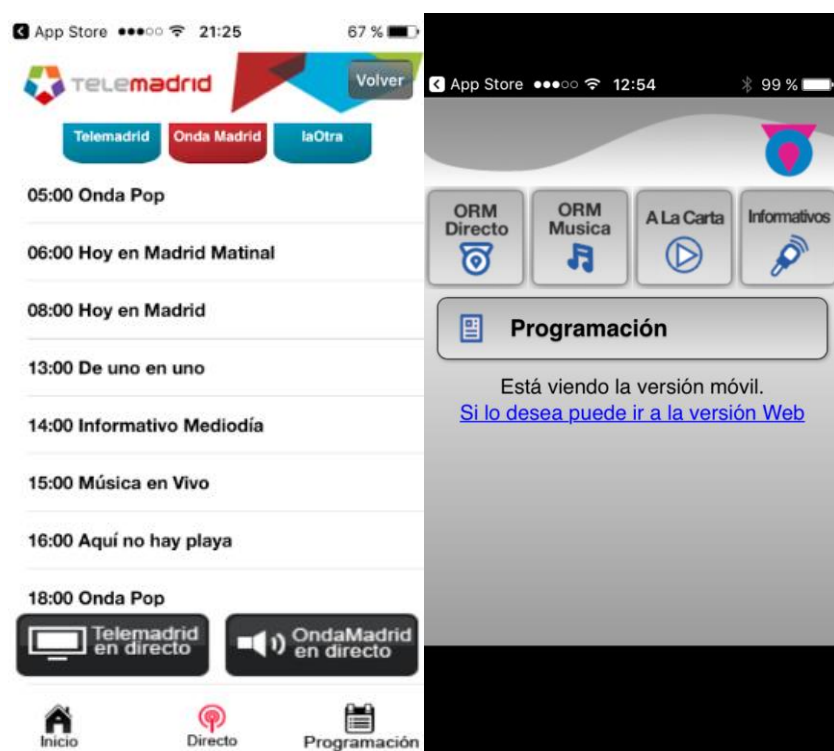 App Store 21:25 67 %
TELEmadrid
Volver
Telemadrid Onda Madrid laOtra
05:00 Onda Pop
06:00 Hoy en Madrid Matinal
08:00 Hoy en Madrid
13:00 De uno en uno
14:00 Informativo Mediodía
15:00 Música en Vivo
16:00 Aquí no hay playa
18:00 Onda Pop
Telemadrid
en directo
OndaMadrid
en directo
Inicio Directo Programación
App Store 12:54 99 %
ORM
Directo
ORM
Musica
A La Carta
Informativos
Programación
Está viendo la versión móvil.
Si lo desea puede ir a la versión Web